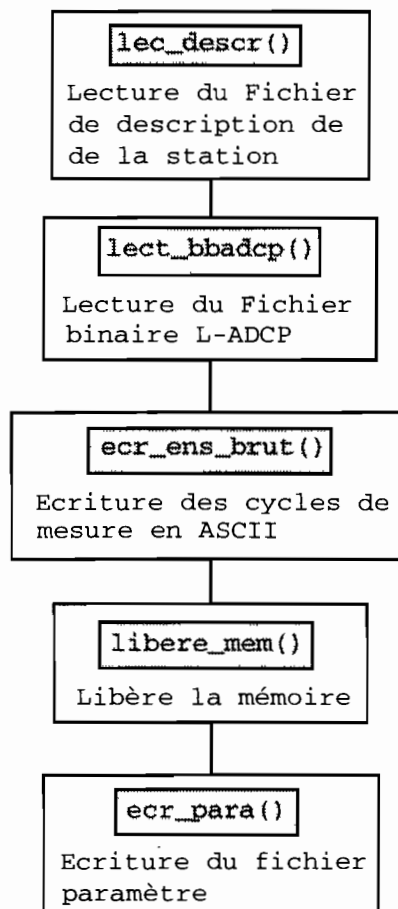 lec_descr()
Lecture du Fichier
de description de
de la station
lect_bbadcp()
Lecture du Fichier
binaire L-ADCP
ecr_ens_brut()
Ecriture des cycles de
mesure en ASCII
libere_mem()
Libère la mémoire
ecr_para()
Ecriture du fichier
paramètre